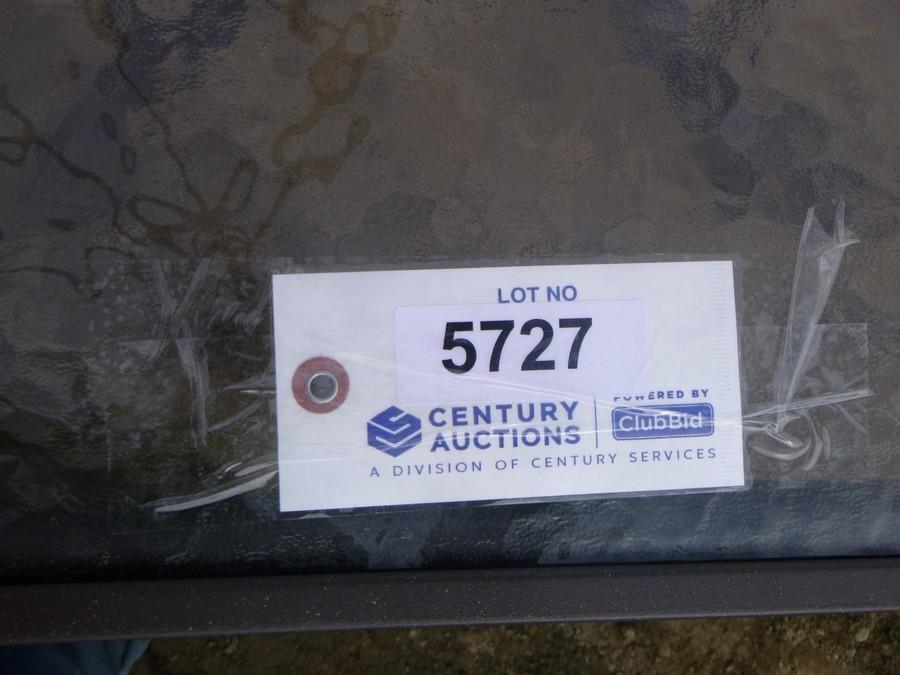 LOT NO
5727
CENTURY
AUCTIONS
POWERED BY
ClubBid
A DIVISION OF CENTURY SERVICES